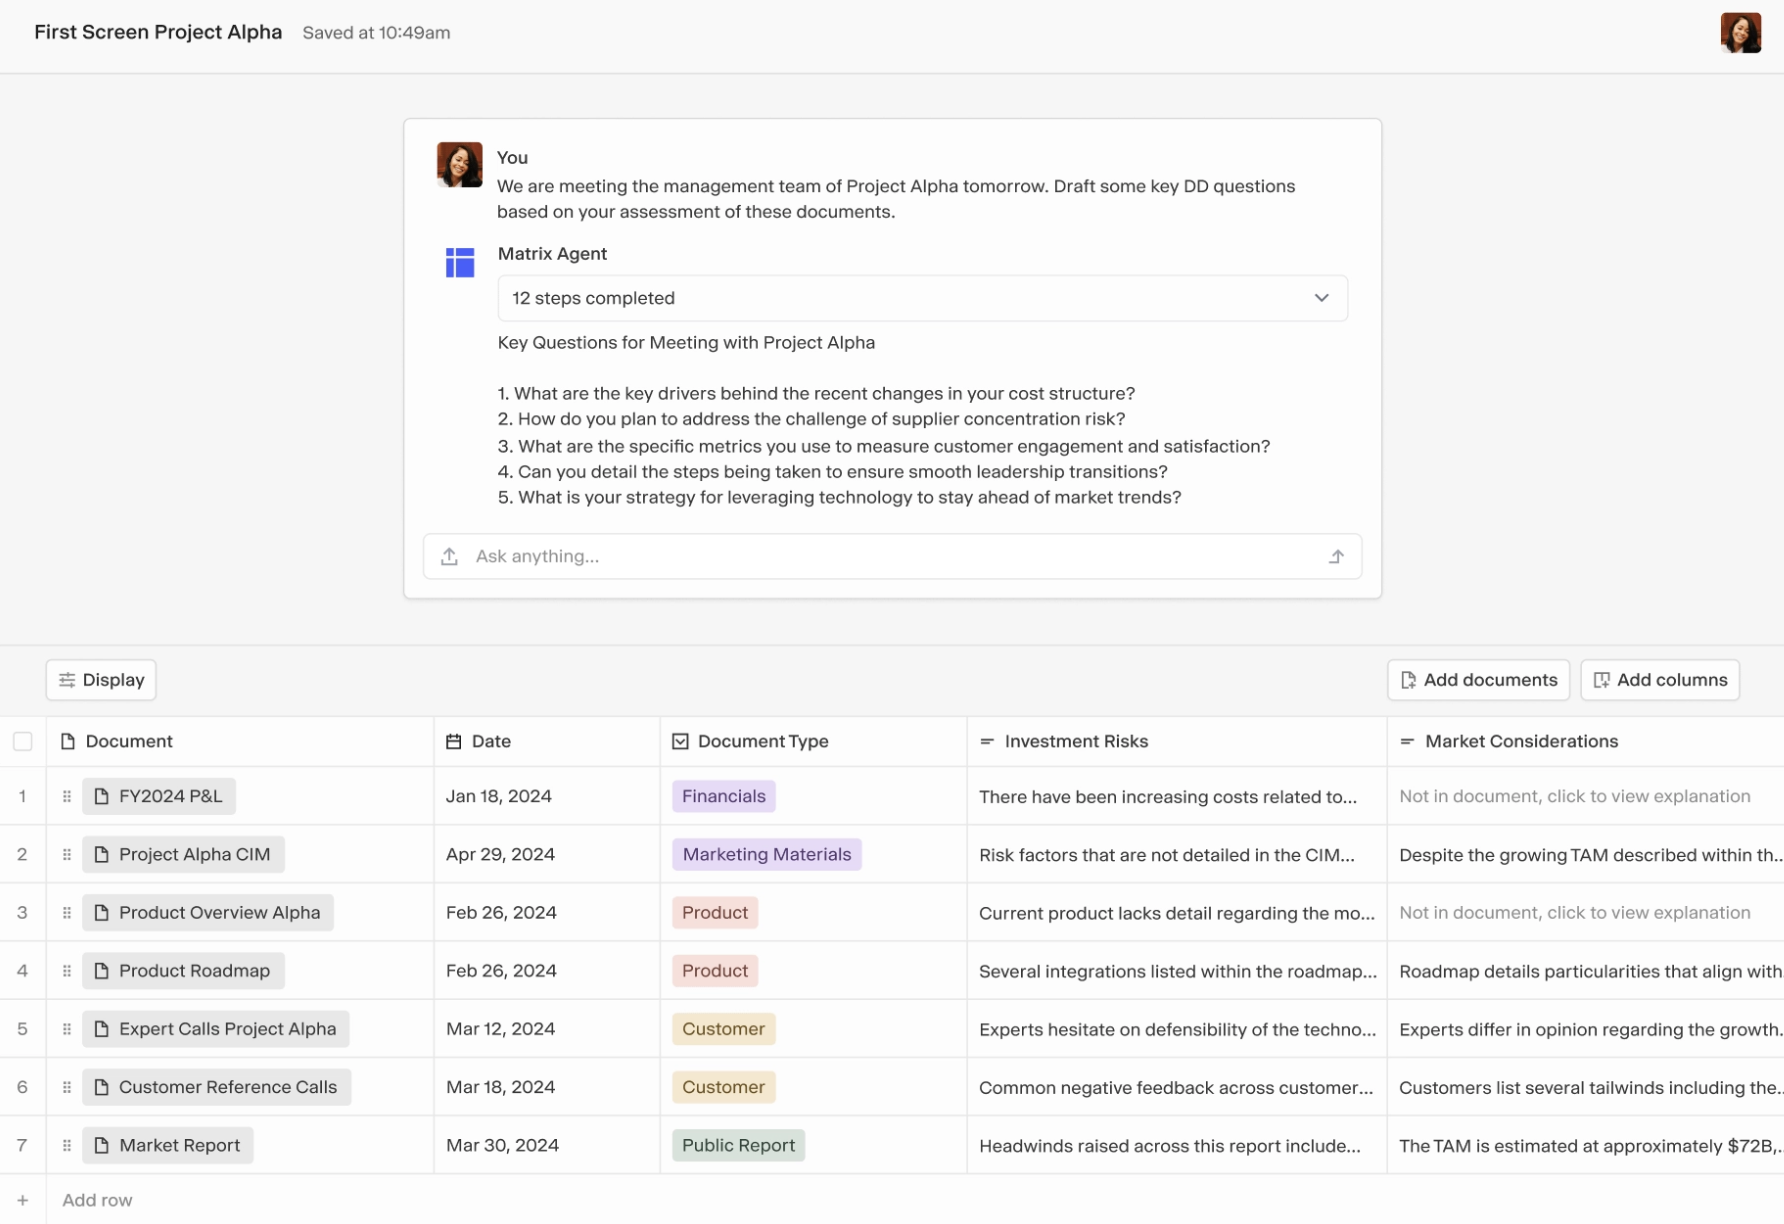 First Screen Project Alpha Saved at 10:49am
You
We are meeting the management team of Project Alpha tomorrow. Draft some key DD questions
based on your assessment of these documents.
Matrix Agent
12 steps completed
Key Questions for Meeting with Project Alpha
1. What are the key drivers behind the recent changes in your cost structure?
2. How do you plan to address the challenge of supplier concentration risk?
3. What are the specific metrics you use to measure customer engagement and satisfaction?
4. Can you detail the steps being taken to ensure smooth leadership transitions?
5. What is your strategy for leveraging technology to stay ahead of market trends?
Ask anything...
Display Add documents Add columns
Document Date Document Type Investment Risks Market Considerations
1 FY2024 P&L Jan 18, 2024 Financials There have been increasing costs related to... Not in document, click to view explanation
2 Project Alpha CIM Apr 29, 2024 Marketing Materials Risk factors that are not detailed in the CIM... Despite the growing TAM described within th...
3 Product Overview Alpha Feb 26, 2024 Product Current product lacks detail regarding the mo... Not in document, click to view explanation
4 Product Roadmap Feb 26, 2024 Product Several integrations listed within the roadmap... Roadmap details particularities that align with
5 Expert Calls Project Alpha Mar 12, 2024 Customer Experts hesitate on defensibility of the techno... Experts differ in opinion regarding the growth...
6 Customer Reference Calls Mar 18, 2024 Customer Common negative feedback across customer... Customers list several tailwinds including the...
7 Market Report Mar 30, 2024 Public Report Headwinds raised across this report include... The TAM is estimated at approximately $72B,...
+ Add row